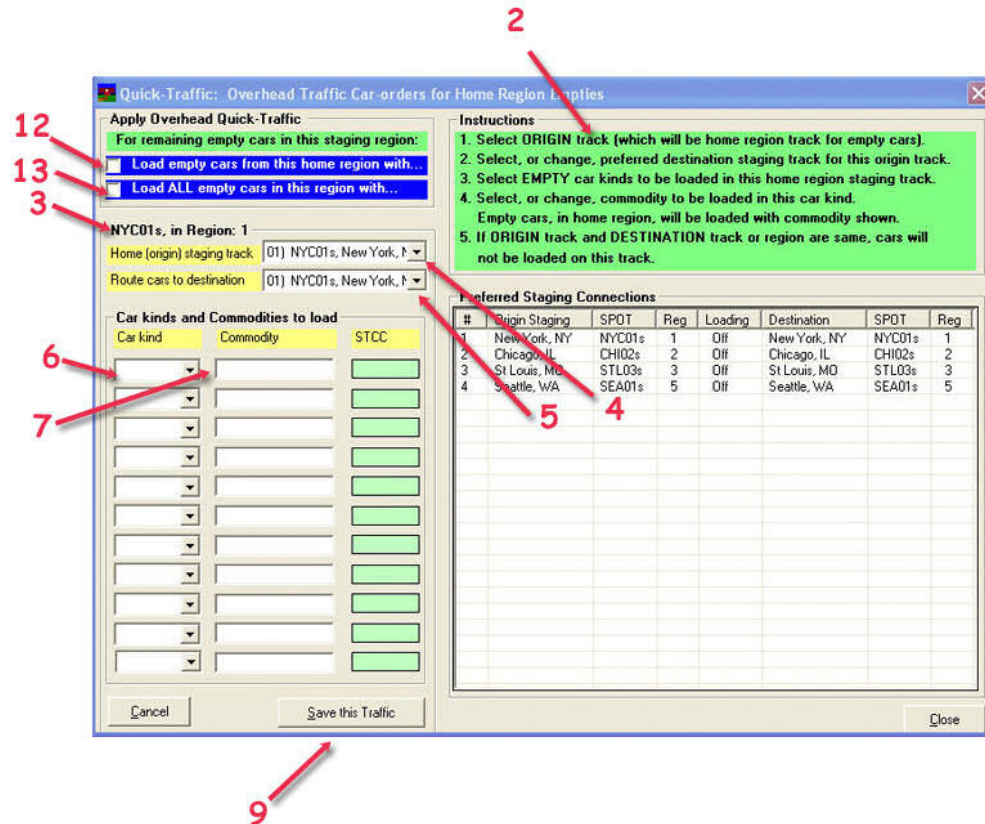 2
Quick-Traffic: Overhead Traffic Car-orders for Home Region Empties
Apply Overhead Quick-Traffic
For remaining empty cars in this staging region:
12
Load empty cars from this home region with...
13
Load ALL empty cars in this region with...
3
NYC01s, in Region: 1
Home (origin) staging track 01) NYC01s, New York, N
Route cars to destination 01) NYC01s, New York, N
Car kinds and Commodities to load
Car kind Commodity STCC
6
7
5
4
Cancel Save this Traffic
9
Instructions
1. Select ORIGIN track (which will be home region track for empty cars).
2. Select, or change, preferred destination staging track for this origin track.
3. Select EMPTY car kinds to be loaded in this home region staging track.
4. Select, or change, commodity to be loaded in this car kind.
Empty cars, in home region, will be loaded with commodity shown.
5. If ORIGIN track and DESTINATION track or region are same, cars will
not be loaded on this track.
Preferred Staging Connections
# Origin Staging SPOT Reg Loading Destination SPOT Reg
1 New York, NY NYC01s 1 Off New York, NY NYC01s 1
2 Chicago, IL CHI02s 2 Off Chicago, IL CHI02s 2
3 St Louis, MO STL03s 3 Off St Louis, MO STL03s 3
4 Seattle, WA SEA01s 5 Off Seattle, WA SEA01s 5
Close